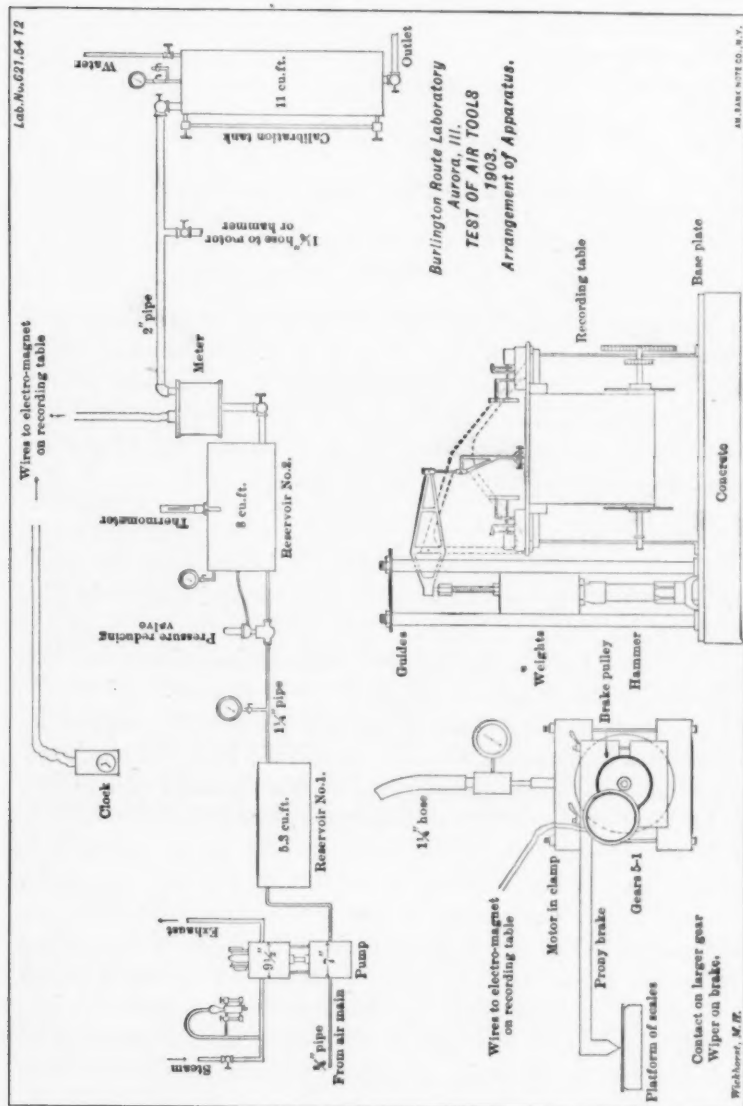 Lab. No. 621.54 T2
Water
11 cu.ft.
Outlet
Calibration tank
1¼" hose to motor
or hammer
2" pipe
Meter
Wires to electro-magnet
on recording table
Thermometer
8 cu.ft.
Reservoir No.2.
Pressure reducing
valve
1¼" pipe
Clock
5.3 cu.ft.
Reservoir No.1.
Exhaust
9½"
7"
Pump
Steam
¾" pipe
From air main
Burlington Route Laboratory
Aurora, Ill.
TEST OF AIR TOOLS
1903.
Arrangement of Apparatus.
Guides
Weights
Hammer
Recording table
Base plate
Concrete
1¼" hose
Brake pulley
Motor in clamp
Gears 5-1
Wires to electro-magnet
on recording table
Prony brake
Platform of scales
Contact on larger gear
Wiper on brake.
Wickhorst, M.H.
AM. BANK NOTE CO., N.Y.